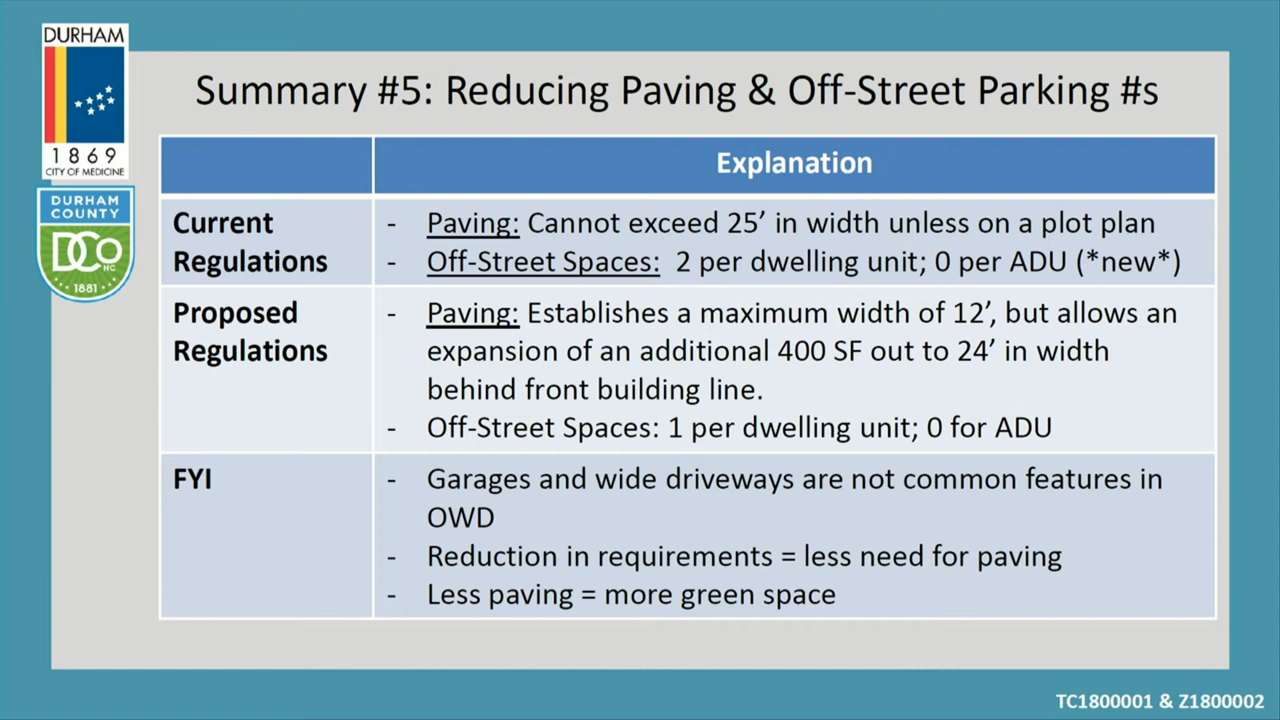 DURHAM
1869
CITY OF MEDICINE
DURHAM
COUNTY
DCo
NC
1881
Summary #5: Reducing Paving & Off-Street Parking #s
Explanation
Current
Regulations
- Paving: Cannot exceed 25’ in width unless on a plot plan
- Off-Street Spaces: 2 per dwelling unit; 0 per ADU (*new*)
Proposed
Regulations
- Paving: Establishes a maximum width of 12’, but allows an
expansion of an additional 400 SF out to 24’ in width
behind front building line.
- Off-Street Spaces: 1 per dwelling unit; 0 for ADU
FYI
- Garages and wide driveways are not common features in
OWD
- Reduction in requirements = less need for paving
- Less paving = more green space
TC1800001 & Z1800002